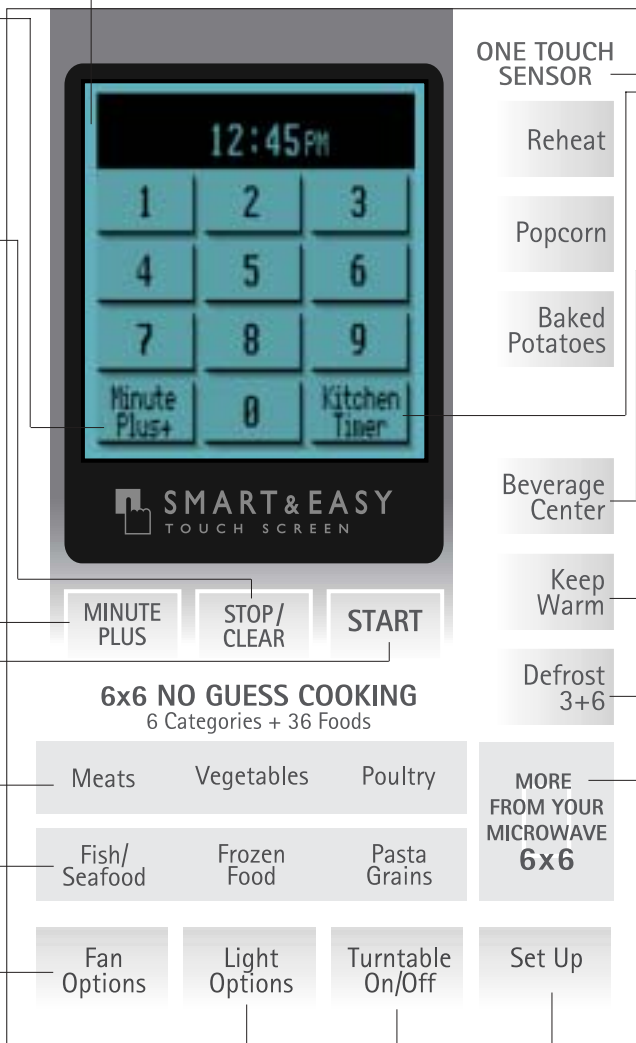 ONE TOUCH
SENSOR
Reheat
Popcorn
Baked
Potatoes
Beverage
Center
Keep
Warm
Defrost
3+6
12:45PM
1 2 3
4 5 6
7 8 9
Minute
Plus+
0
Kitchen
Timer
SMART&EASY
TOUCH SCREEN
MINUTE
PLUS
STOP/
CLEAR
START
6x6 NO GUESS COOKING
6 Categories + 36 Foods
Meats Vegetables Poultry
Fish/
Seafood
Frozen
Food
Pasta
Grains
MORE
FROM YOUR
MICROWAVE
6x6
Fan
Options
Light
Options
Turntable
On/Off
Set Up